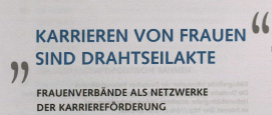 KARRIEREN VON FRAUEN “
„ SIND DRAHTSEILAKTE
FRAUENVERBÄNDE ALS NETZWERKE
DER KARRIEREFÖRDERUNG